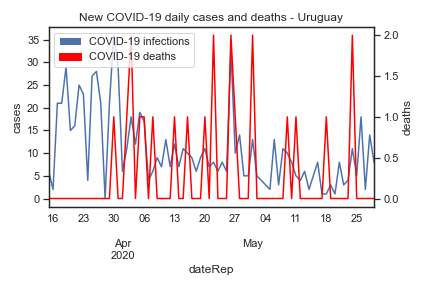 New COVID-19 daily cases and deaths - Uruguay
COVID-19 infections
COVID-19 deaths
35
30
25
20
15
10
5
0
cases
2.0
1.5
1.0
0.5
0.0
deaths
16 23 30 06 13 20 27 04 11 18 25
Apr May
2020
dateRep